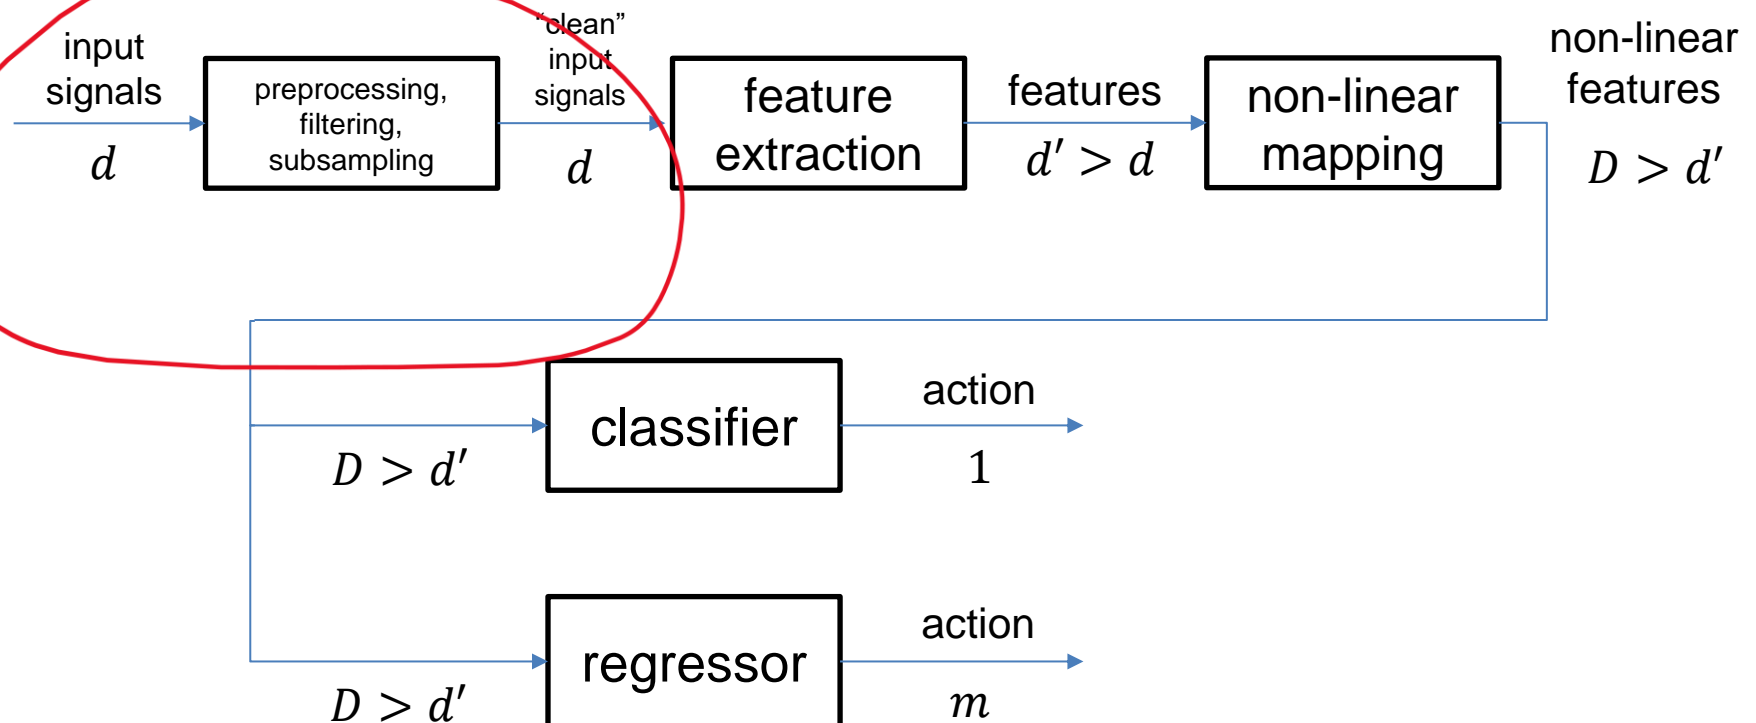 input
signals
d
preprocessing,
filtering,
subsampling
“clean”
input
signals
d
feature
extraction
features
d′ > d
non-linear
mapping
non-linear
features
D > d′
D > d′
classifier
action
1
D > d′
regressor
action
m